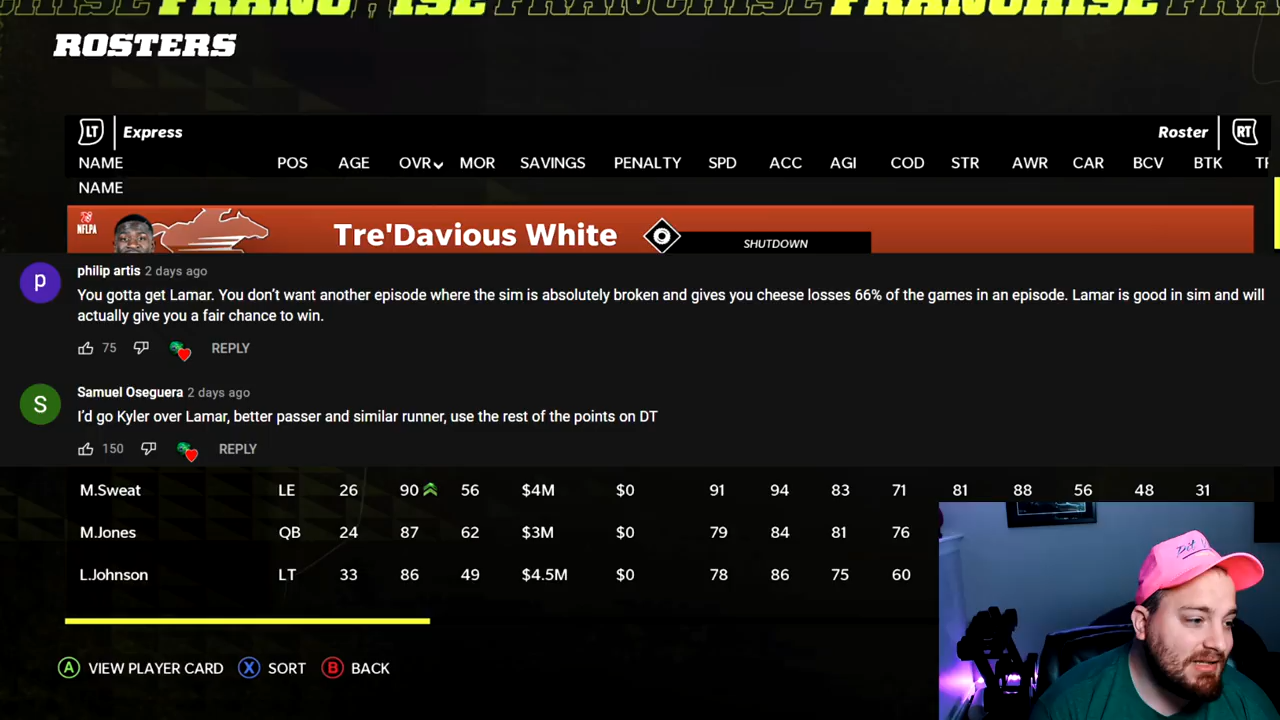 FRANCHISE FRANCHISE FRANCHISE FRANCHISE
ROSTERS
LT Express Roster RT
NAME POS AGE OVR MOR SAVINGS PENALTY SPD ACC AGI COD STR AWR CAR BCV BTK
NAME
NFLPA Tre'Davious White SHUTDOWN
p philip artis 2 days ago
You gotta get Lamar. You don’t want another episode where the sim is absolutely broken and gives you cheese losses 66% of the games in an episode. Lamar is good in sim and will
actually give you a fair chance to win.
75 REPLY
S Samuel Oseguera 2 days ago
I’d go Kyler over Lamar, better passer and similar runner, use the rest of the points on DT
150 REPLY
M.Sweat LE 26 90 56 $4M $0 91 94 83 71 81 88 56 48 31
M.Jones QB 24 87 62 $3M $0 79 84 81 76
L.Johnson LT 33 86 49 $4.5M $0 78 86 75 60
A VIEW PLAYER CARD X SORT B BACK